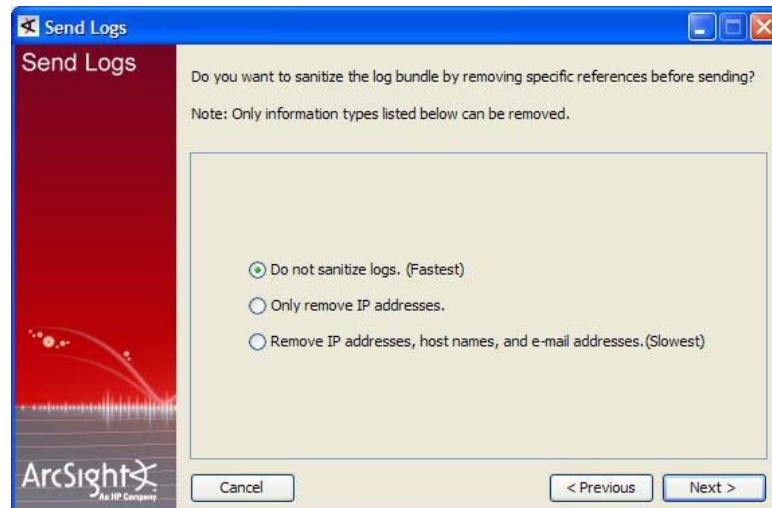 Send Logs
Send Logs
Do you want to sanitize the log bundle by removing specific references before sending?
Note: Only information types listed below can be removed.
Do not sanitize logs. (Fastest)
Only remove IP addresses.
Remove IP addresses, host names, and e-mail addresses.(Slowest)
ArcSight
An HP Company
Cancel
< Previous
Next >